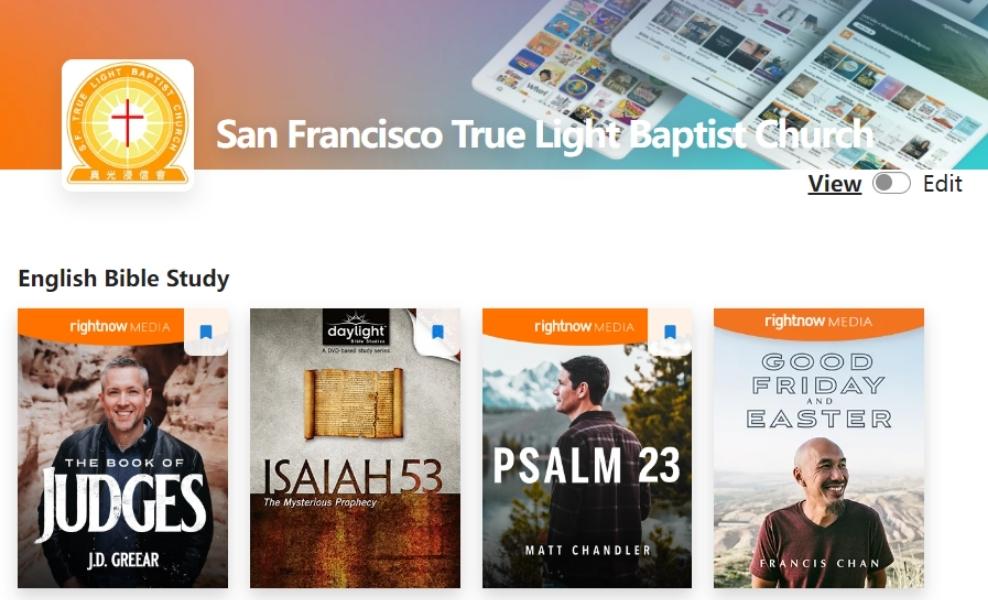 SF TRUE LIGHT BAPTIST CHURCH
真光浸信會
San Francisco True Light Baptist Church
View Edit
English Bible Study
rightnow MEDIA
THE BOOK OF
JUDGES
J.D. GREEAR
daylight
Bible Studies
A DVD-based study series
ISAIAH 53
The Mysterious Prophecy
rightnow MEDIA
PSALM 23
MATT CHANDLER
rightnow MEDIA
GOOD
FRIDAY
AND
EASTER
FRANCIS CHAN